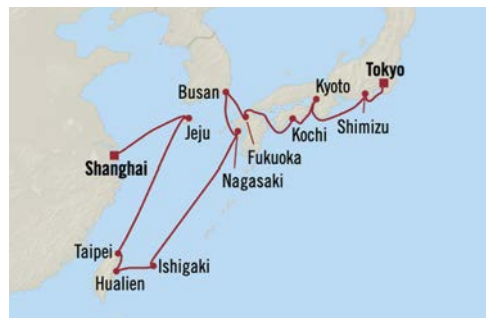 Tokyo
Kyoto
Busan
Shimizu
Jeju
Kochi
Fukuoka
Shanghai
Nagasaki
Taipei
Ishigaki
Hualien